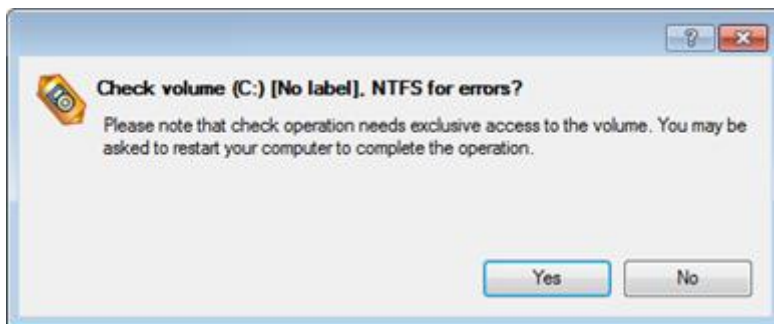 ?
Check volume (C:) [No label], NTFS for errors?
Please note that check operation needs exclusive access to the volume. You may be
asked to restart your computer to complete the operation.
Yes No